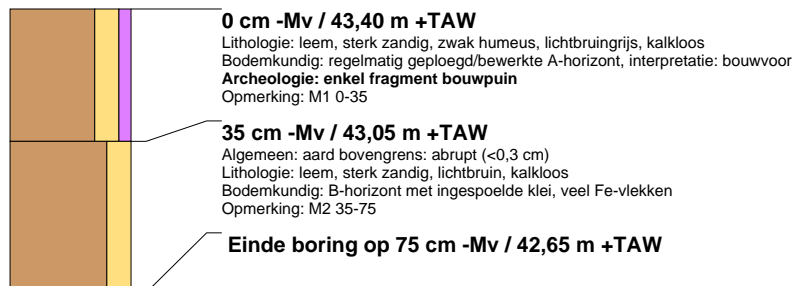 0 cm -Mv / 43,40 m +TAW
Lithologie: leem, sterk zandig, zwak humeus, lichtbruingrijs, kalkloos
Bodemkundig: regelmatig geploegd/bewerkte A-horizont, interpretatie: bouwvoor
Archeologie: enkel fragment bouwpuin
Opmerking: M1 0-35
35 cm -Mv / 43,05 m +TAW
Algemeen: aard bovengrens: abrupt (<0,3 cm)
Lithologie: leem, sterk zandig, lichtbruin, kalkloos
Bodemkundig: B-horizont met ingespoelde klei, veel Fe-vlekken
Opmerking: M2 35-75
Einde boring op 75 cm -Mv / 42,65 m +TAW